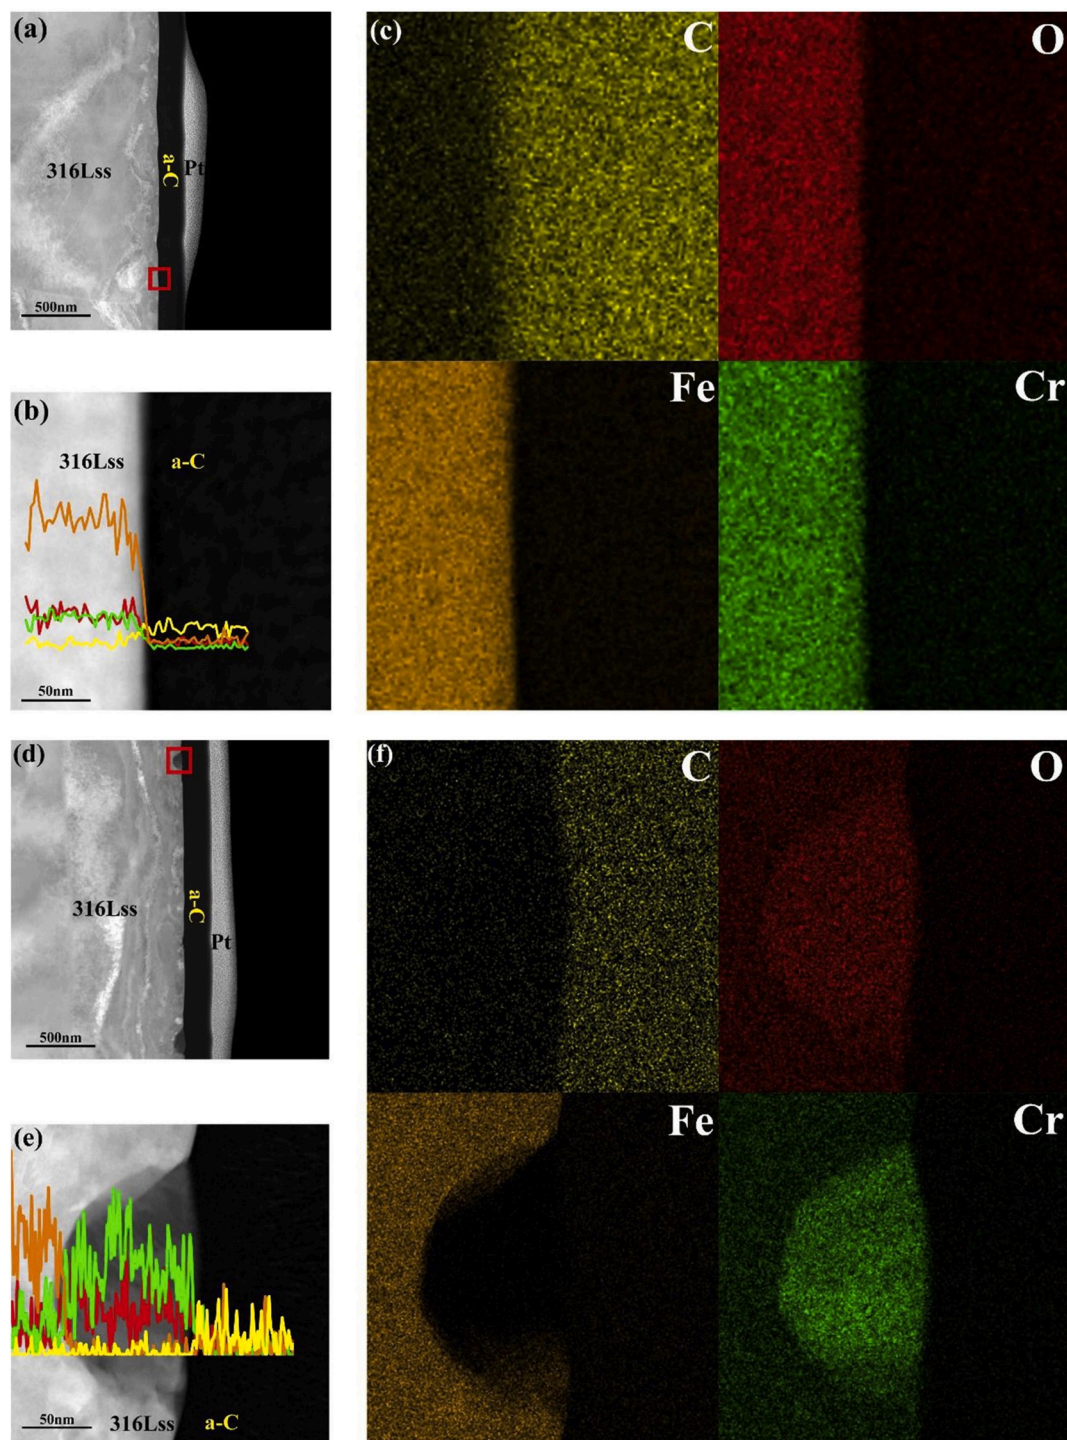 (a)
316Lss
a-C
Pt
500nm
(b)
316Lss
a-C
50nm
(c)
C
O
Fe
Cr
(d)
316Lss
a-C
Pt
500nm
(e)
50nm
316Lss
a-C
(f)
C
O
Fe
Cr